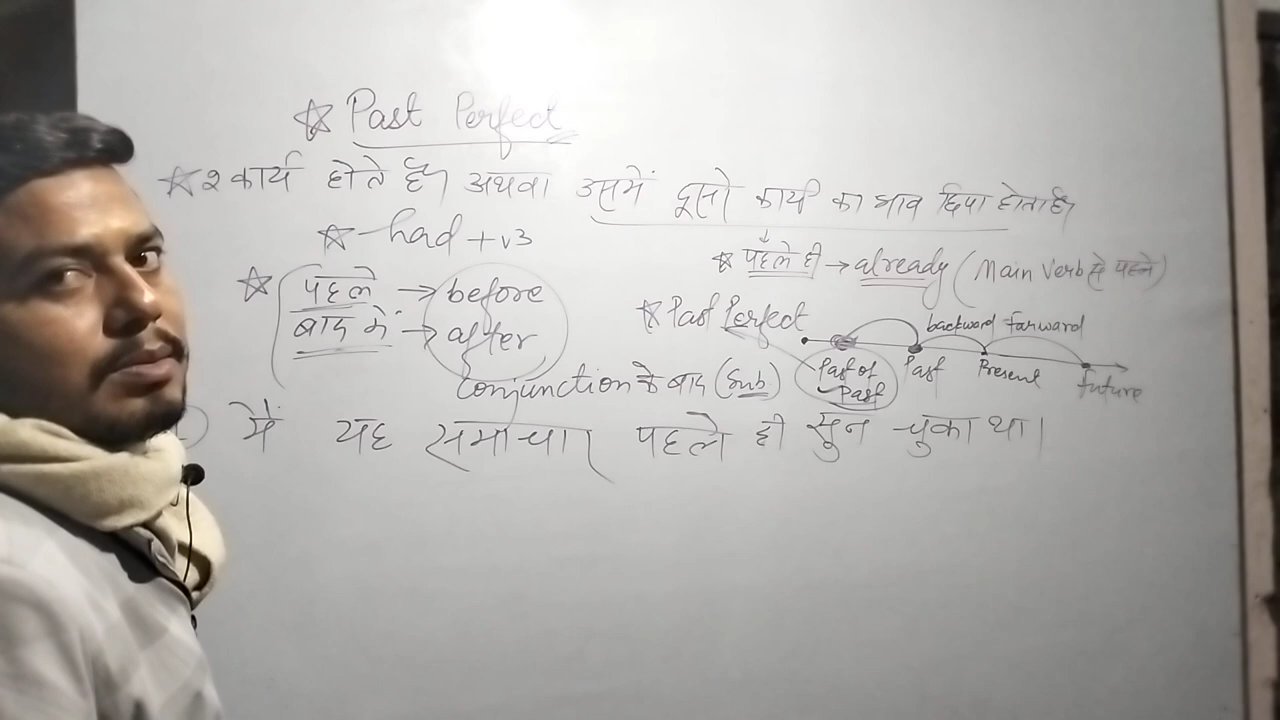 ☆ Past Perfect
☆ २ कार्य होते है। अथवा उसमें दूसरे कार्य का भाव छिपा होता है।
☆ had + v3
☆ पहले ही → already (Main Verb से पहले)
☆ पहले → before
बाद में → after
☆ Past Perfect
backward forward
Past of Past Past Present future
Conjunction के बाद (Sub)
मैं यह समाचार पहले ही सुन चुका था।